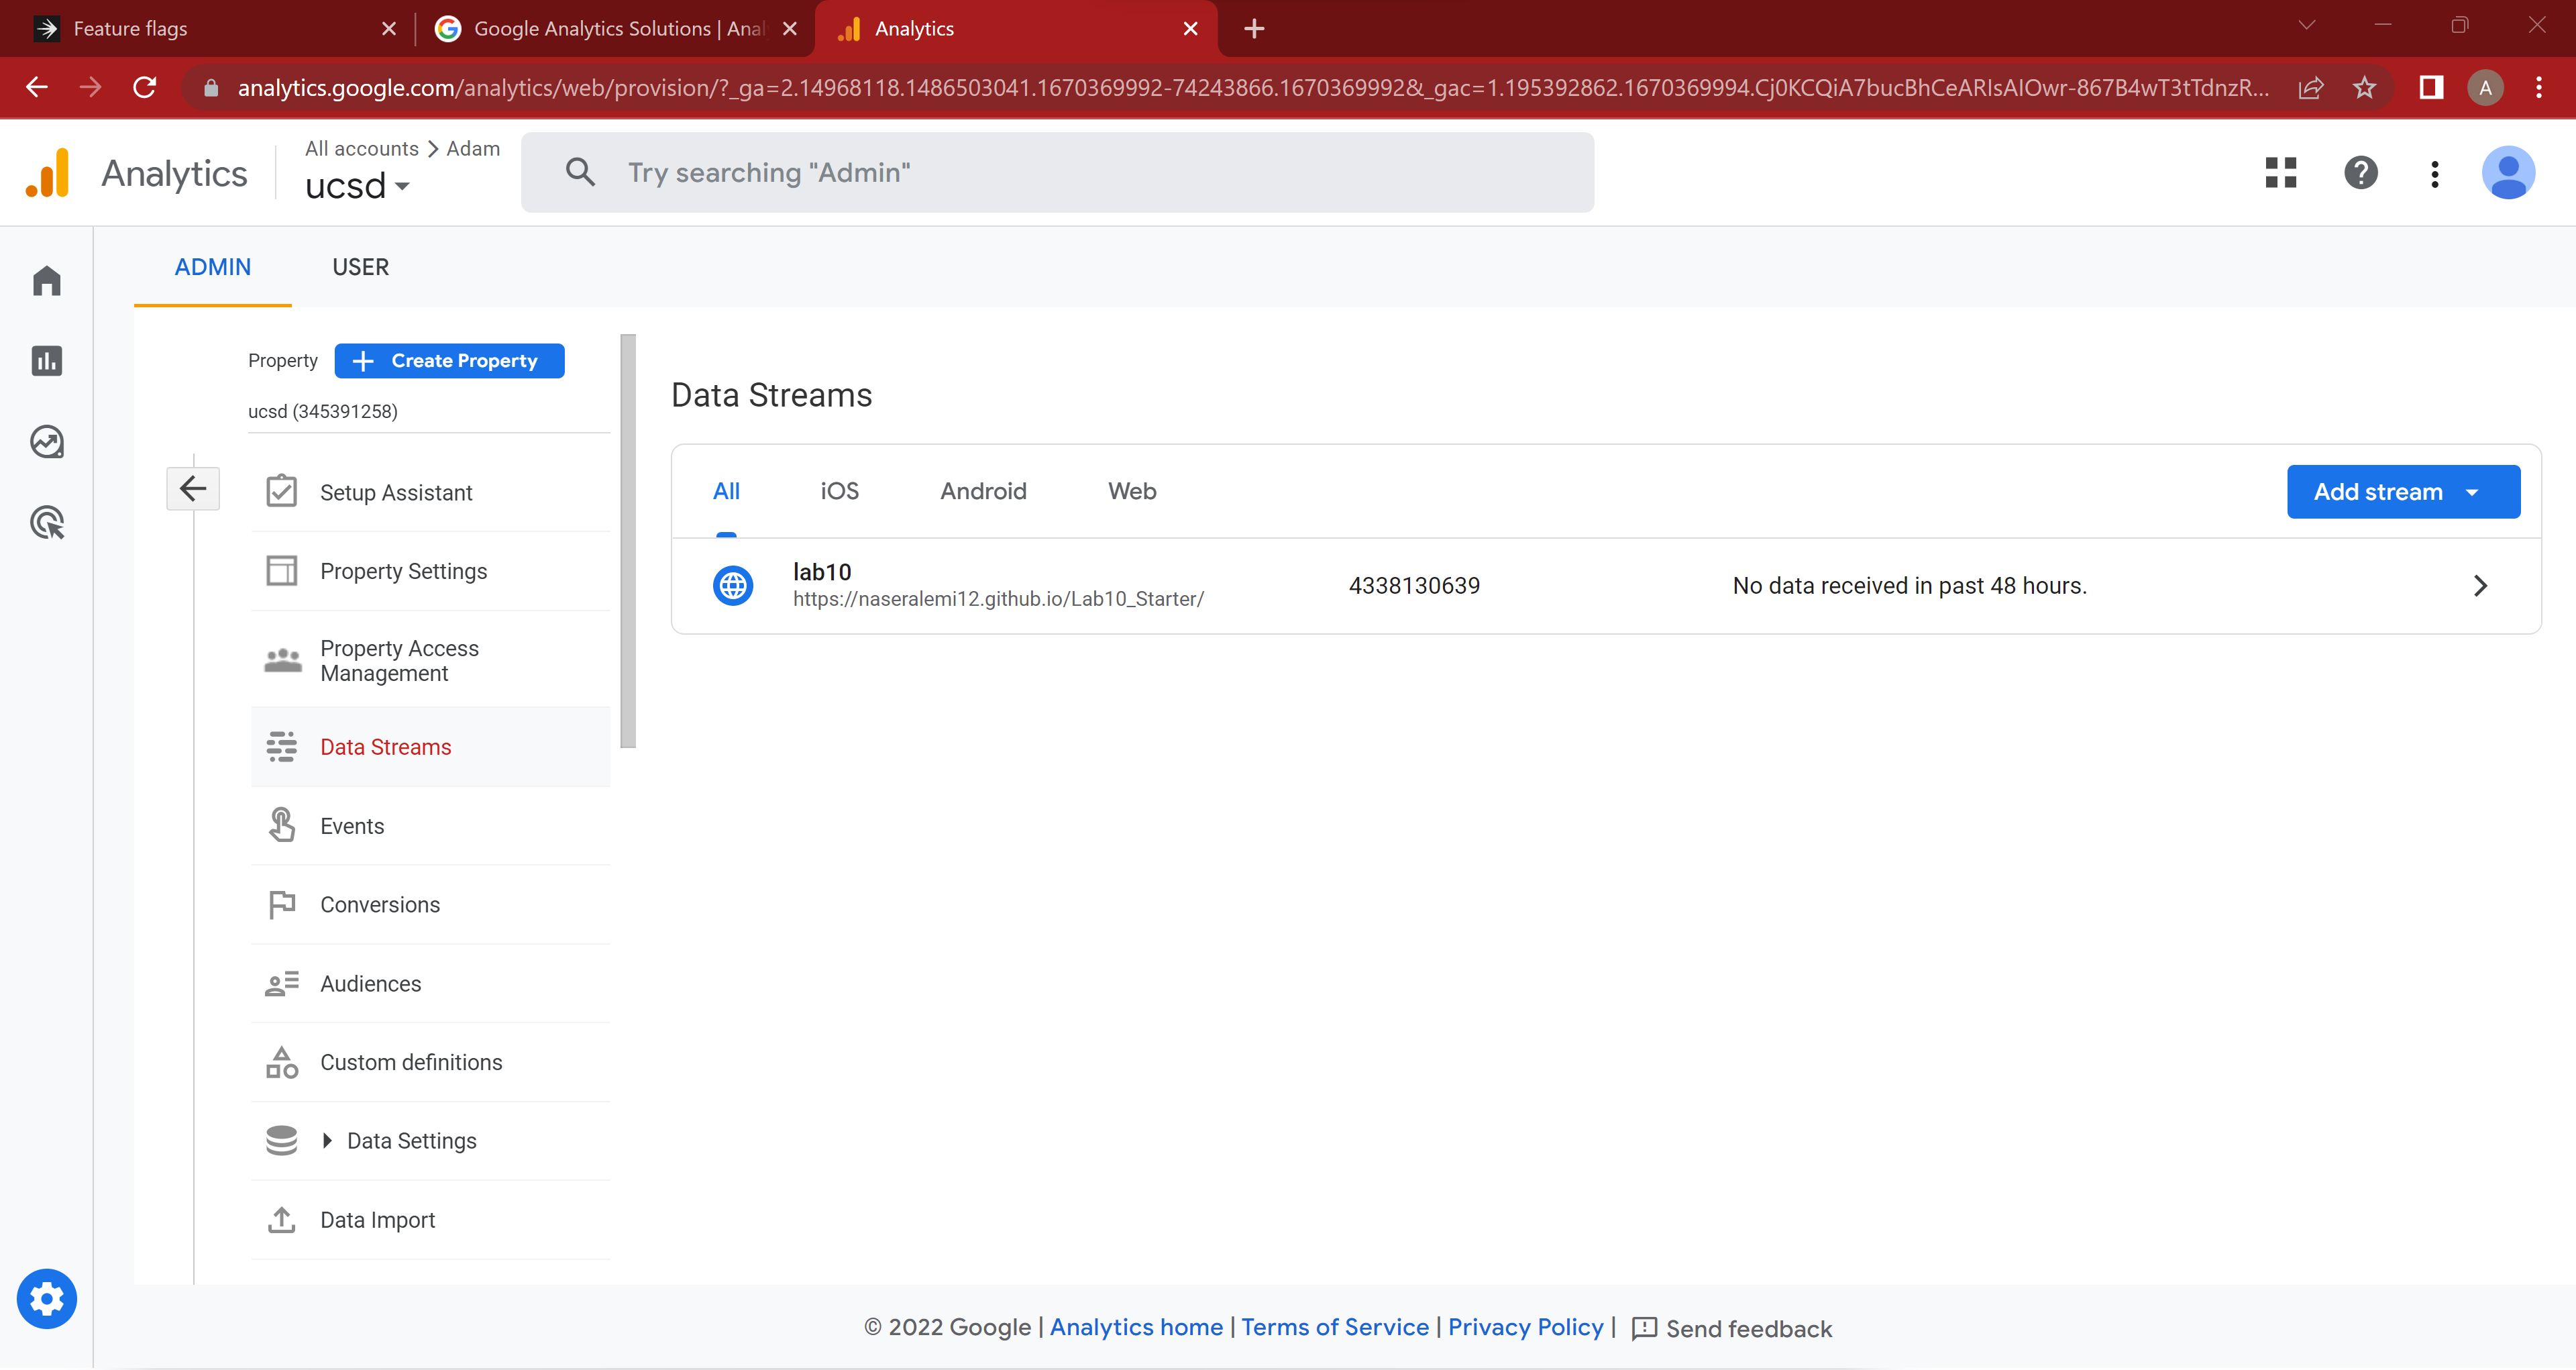 Feature flags
Google Analytics Solutions | Anal
Analytics
analytics.google.com/analytics/web/provision/?_ga=2.14968118.1486503041.1670369992-74243866.1670369992&_gac=1.195392862.1670369994.Cj0KCQiA7bucBhCeARIsAIOwr-867B4wT3tTdnzR...
A
Analytics
All accounts > Adam
ucsd
Try searching "Admin"
ADMIN
USER
Property
Create Property
ucsd (345391258)
Setup Assistant
Property Settings
Property Access
Management
Data Streams
Events
Conversions
Audiences
Custom definitions
Data Settings
Data Import
Data Streams
All
iOS
Android
Web
Add stream
lab10
https://naseralemi12.github.io/Lab10_Starter/
4338130639
No data received in past 48 hours.
© 2022 Google | Analytics home | Terms of Service | Privacy Policy | Send feedback